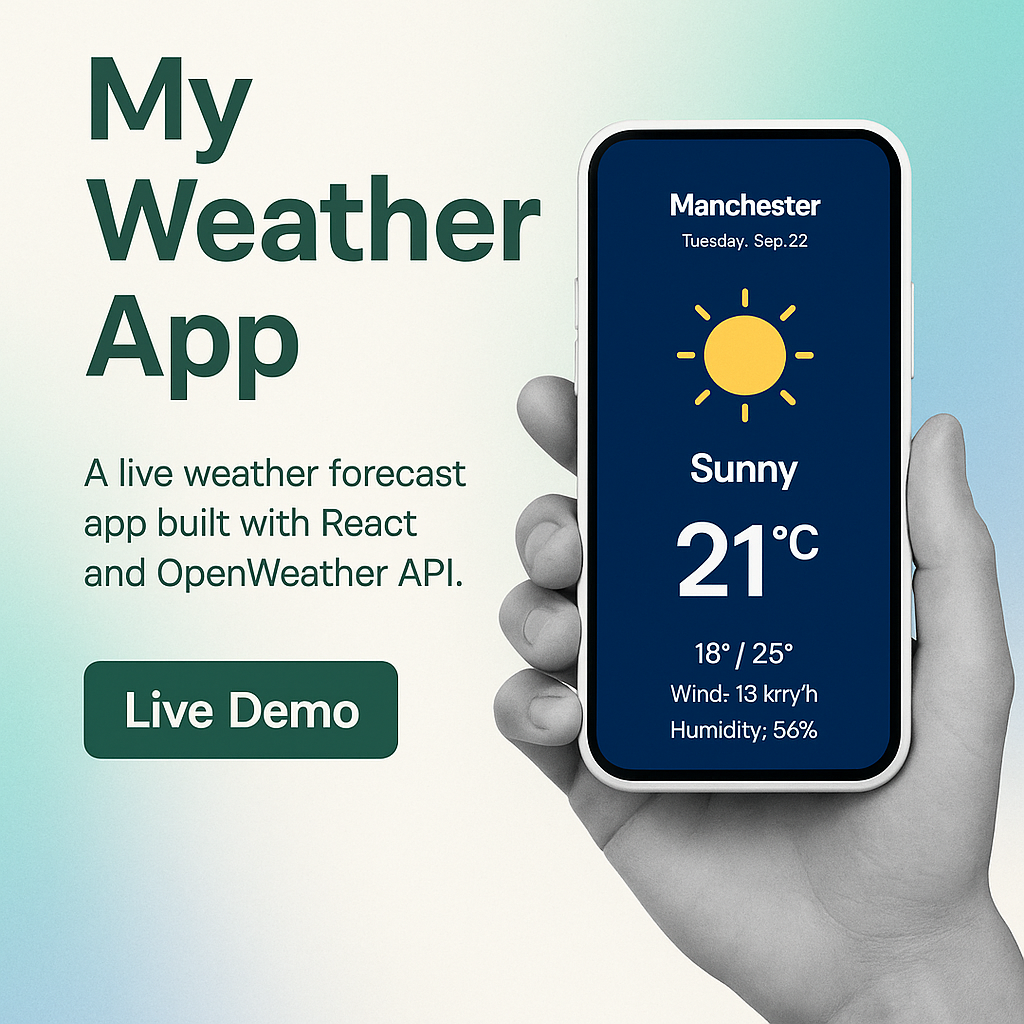 My
Weather
App
A live weather forecast
app built with React
and OpenWeather API.
Live Demo
Manchester
Tuesday. Sep.22
Sunny
21°C
18° / 25°
Wind:- 13 krry'h
Humidity; 56%